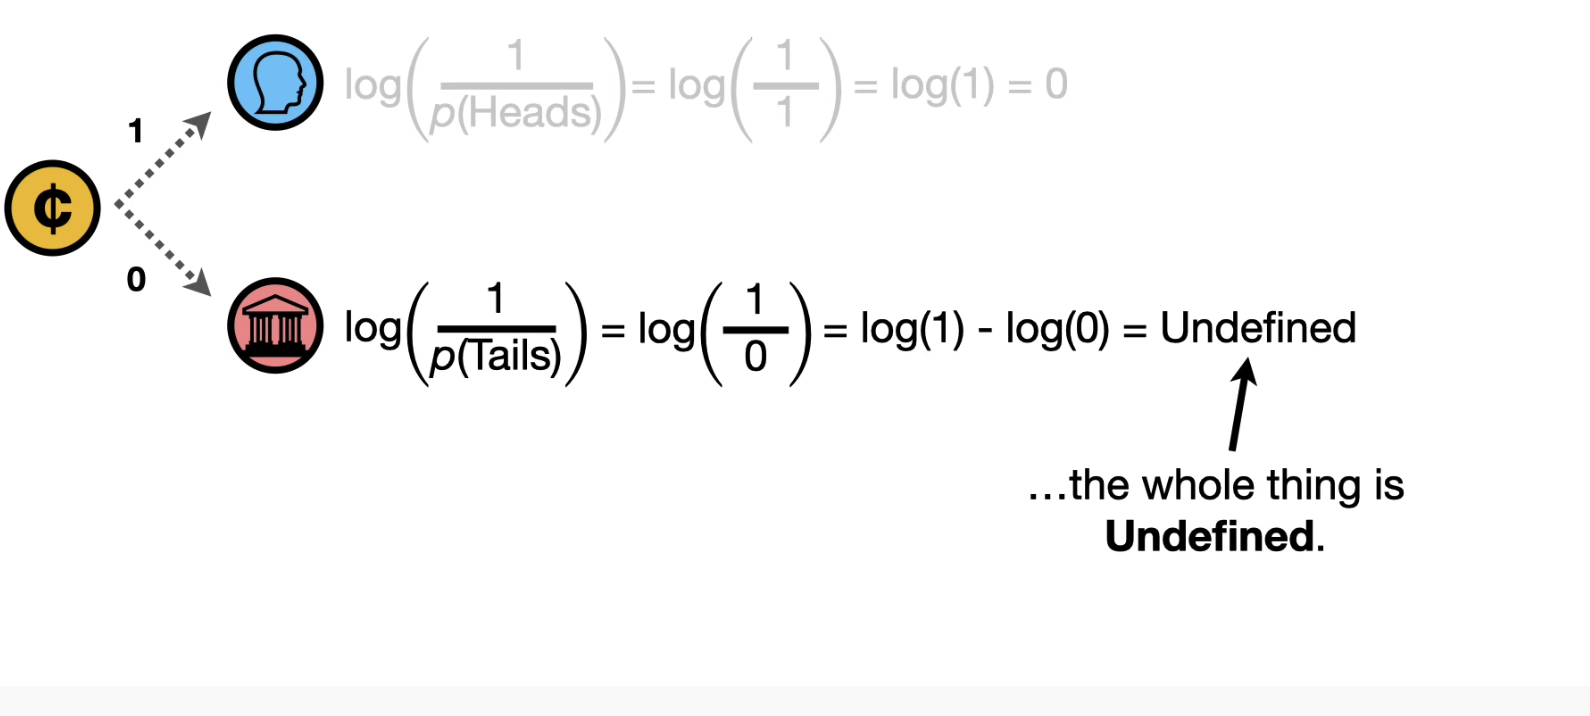 log(1/p(Heads)) = log(1/1) = log(1) = 0
1
¢
0
log(1/p(Tails)) = log(1/0) = log(1) - log(0) = Undefined
...the whole thing is
Undefined.